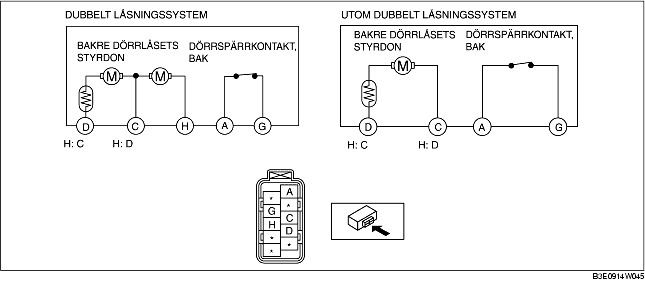 DUBBELT LÅSNINGSSYSTEM
BAKRE DÖRRLÅSETS
STYRDON
DÖRRSPÄRRKONTAKT,
BAK
M M
D C H A G
H: C H: D
UTOM DUBBELT LÅSNINGSSYSTEM
BAKRE DÖRRLÅSETS
STYRDON
DÖRRSPÄRRKONTAKT,
BAK
M
D C A G
H: C H: D
A
* *
G C
H D
* *
*
B3E0914W045